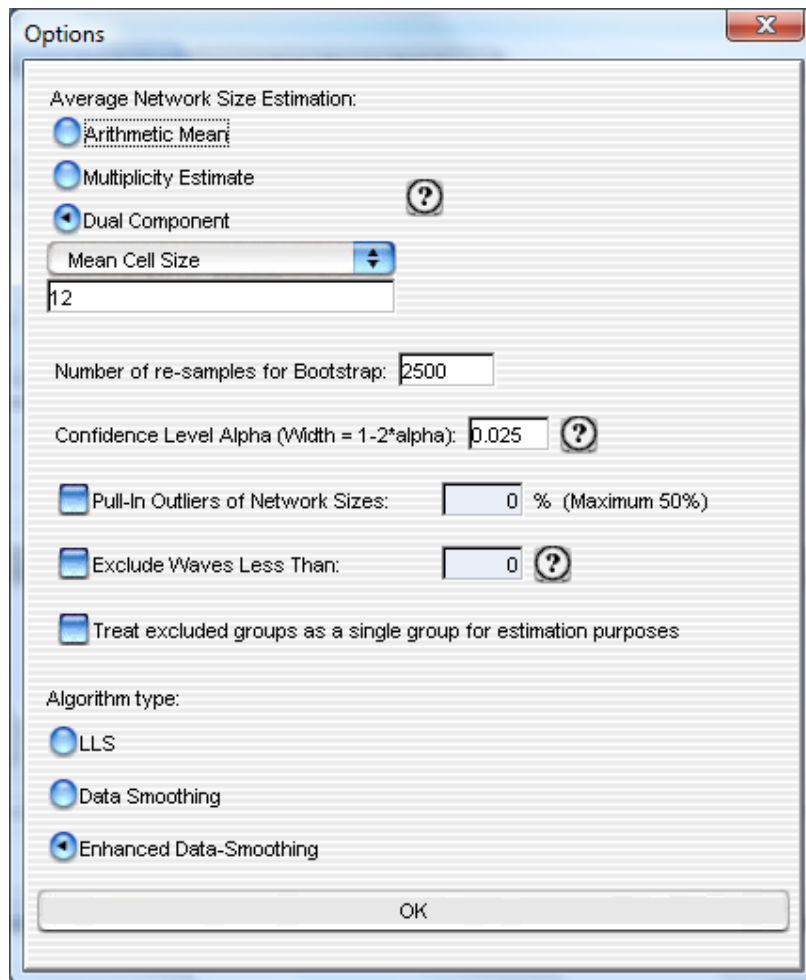 Options
X
Average Network Size Estimation:
Arithmetic Mean
Multiplicity Estimate
?
Dual Component
Mean Cell Size
12
Number of re-samples for Bootstrap: 2500
Confidence Level Alpha (Width = 1-2*alpha): 0.025 ?
Pull-In Outliers of Network Sizes: 0 % (Maximum 50%)
Exclude Waves Less Than: 0 ?
Treat excluded groups as a single group for estimation purposes
Algorithm type:
LLS
Data Smoothing
Enhanced Data-Smoothing
OK